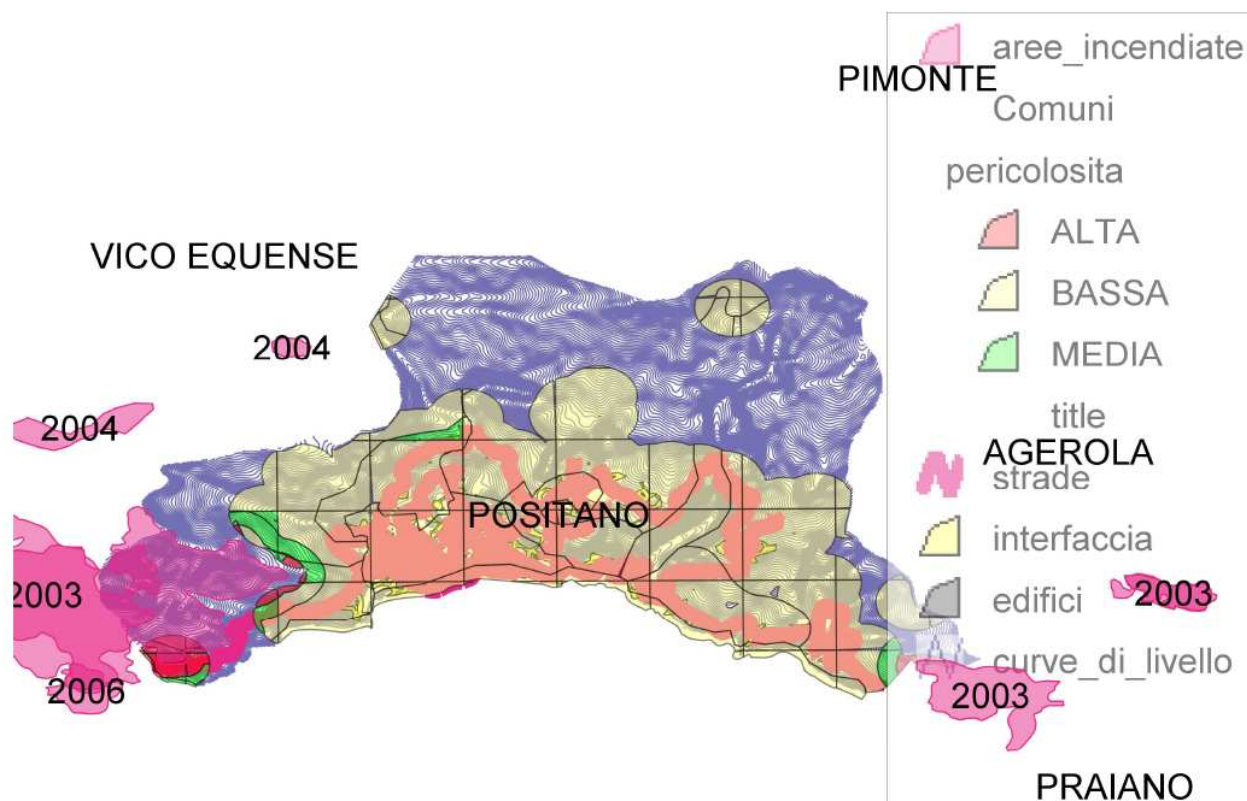 aree_incendiate
PIMONTE
Comuni
pericolosita
ALTA
VICO EQUENSE
BASSA
2004
MEDIA
title
2004
AGEROLA
strade
POSITANO
interfaccia
2003
edifici
2003
curve_di_livello
2006
2003
PRAIANO